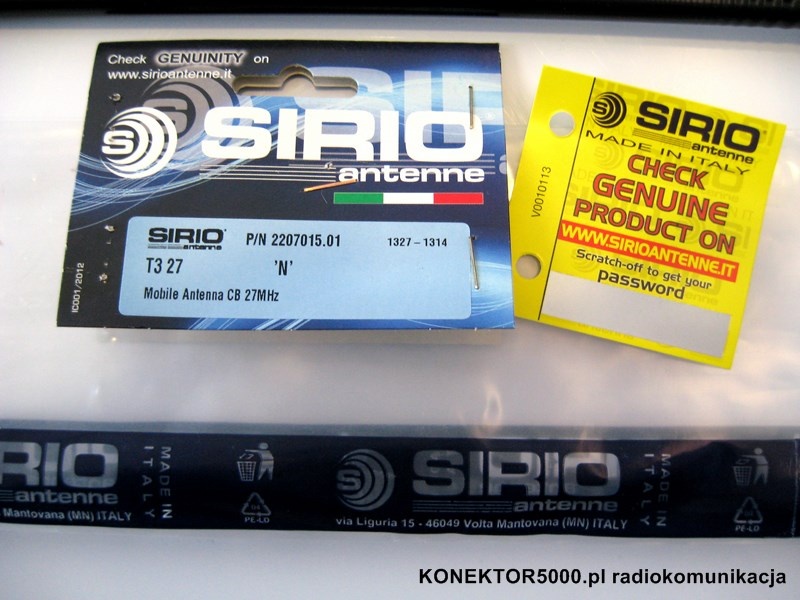 Check GENUINITY on
www.sirioantenne.it
SIRIO
antenne
SIRIO
antenne
P/N 2207015.01
1327 - 1314
T3 27
'N'
Mobile Antenna CB 27MHz
IC001/2012
SIRIO
antenne
MADE IN ITALY
CHECK
GENUINE
PRODUCT ON
WWW.SIRIOANTENNE.IT
Scratch-off to get your
password
V0010113
RIO
antenne
MADE IN
ITALY
PE-LD
Mantovana (MN) ITALY
SIRIO
antenne
MADE IN
ITALY
PE-LD
via Liguria 15 - 46049 Volta Mantovana (MN) ITALY
KONEKTOR5000.pl radiokomunikacja